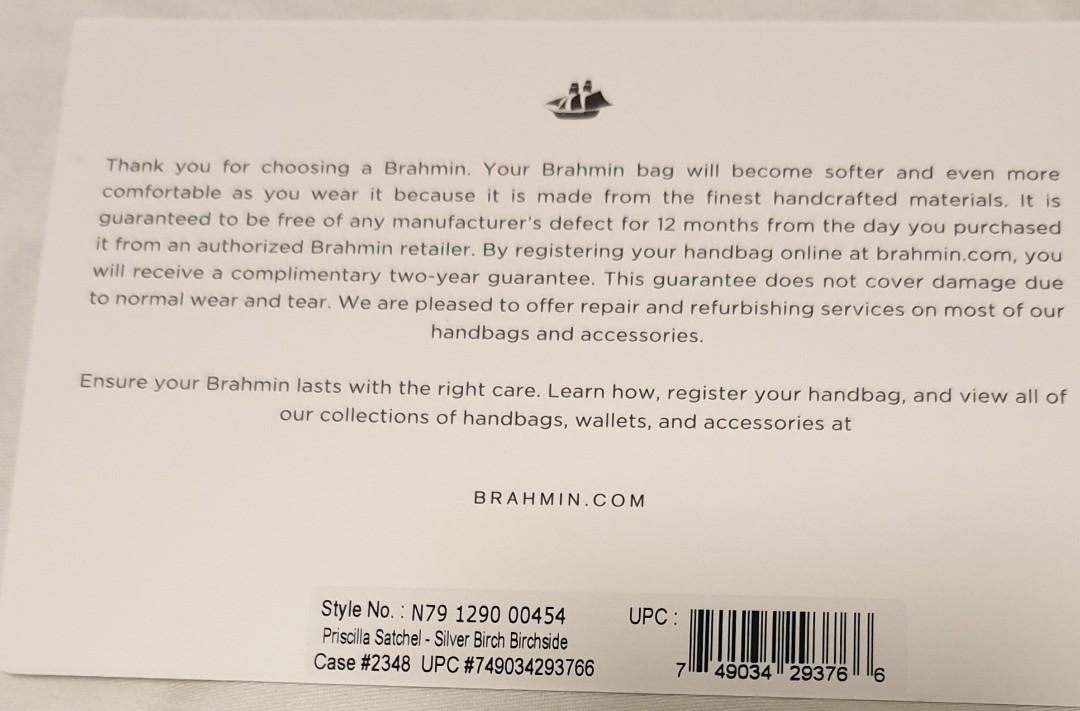 Thank you for choosing a Brahmin. Your Brahmin bag will become softer and even more
comfortable as you wear it because it is made from the finest handcrafted materials. It is
guaranteed to be free of any manufacturer's defect for 12 months from the day you purchased
it from an authorized Brahmin retailer. By registering your handbag online at brahmin.com, you
will receive a complimentary two-year guarantee. This guarantee does not cover damage due
to normal wear and tear. We are pleased to offer repair and refurbishing services on most of our
handbags and accessories.
Ensure your Brahmin lasts with the right care. Learn how, register your handbag, and view all of
our collections of handbags, wallets, and accessories at
BRAHMIN.COM
Style No. : N79 1290 00454
Priscilla Satchel - Silver Birch Birchside
Case #2348 UPC #749034293766
UPC :
7 49034 29376 6